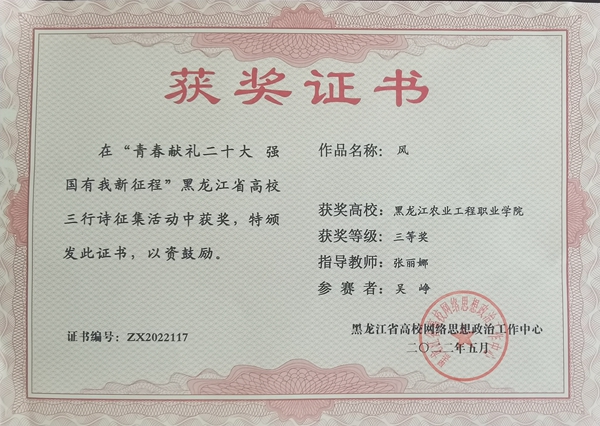 获奖证书
在“青春献礼二十大 强
国有我新征程”黑龙江省高校
三行诗征集活动中获奖，特颁
发此证书，以资鼓励。
证书编号：ZX2022117
作品名称：风
获奖高校：黑龙江农业工程职业学院
获奖等级：三等奖
指导教师：张丽娜
参赛者：吴峥
黑龙江省高校网络思想政治工作中心
二〇二二年五月